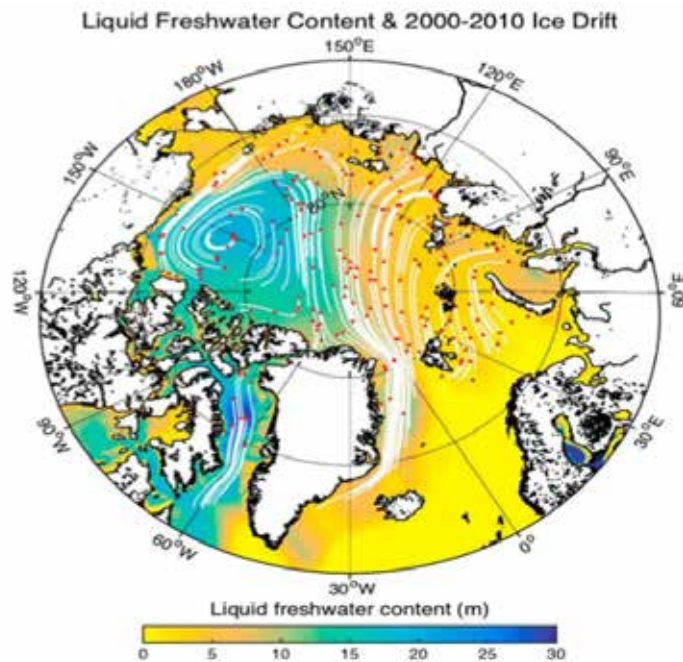 Liquid Freshwater Content & 2000-2010 Ice Drift
150°E
180°W
120°E
150°W
90°E
80°N
120°W
60°E
90°W
30°E
60°W
0°
30°W
Liquid freshwater content (m)
0 5 10 15 20 25 30